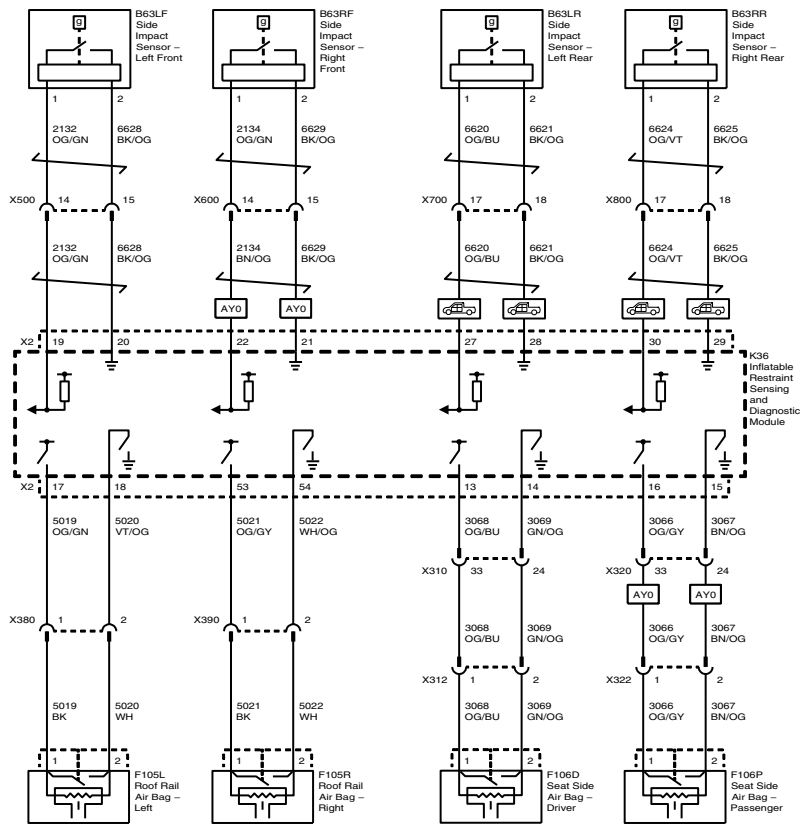 B63LF
Side
Impact
Sensor –
Left Front
B63RF
Side
Impact
Sensor –
Right
Front
B63LR
Side
Impact
Sensor –
Left Rear
B63RR
Side
Impact
Sensor –
Right Rear
g g g g
1 2 1 2 1 2 1 2
2132 6628 2134 6629 6620 6621 6624 6625
OG/GN BK/OG OG/GN BK/OG OG/BU BK/OG OG/VT BK/OG
X500 14 15 X600 14 15 X700 17 18 X800 17 18
2132 6628 2134 6629 6620 6621 6624 6625
OG/GN BK/OG BN/OG BK/OG OG/BU BK/OG OG/VT BK/OG
AY0 AY0
X2 19 20 22 21 27 28 30 29
K36
Inflatable
Restraint
Sensing
and
Diagnostic
Module
X2 17 18 53 54 13 14 16 15
5019 5020 5021 5022 3068 3069 3066 3067
OG/GN VT/OG OG/GY WH/OG OG/BU GN/OG OG/GY BN/OG
X310 33 24 X320 33 24
AY0 AY0
X380 1 2 X390 1 2
3068 3069 3066 3067
OG/BU GN/OG OG/GY BN/OG
X312 1 2 X322 1 2
5019 5020 5021 5022 3068 3069 3066 3067
BK WH BK WH OG/BU GN/OG OG/GY BN/OG
1 2 1 2 1 2 1 2
F105L
Roof Rail
Air Bag –
Left
F105R
Roof Rail
Air Bag –
Right
F106D
Seat Side
Air Bag –
Driver
F106P
Seat Side
Air Bag –
Passenger